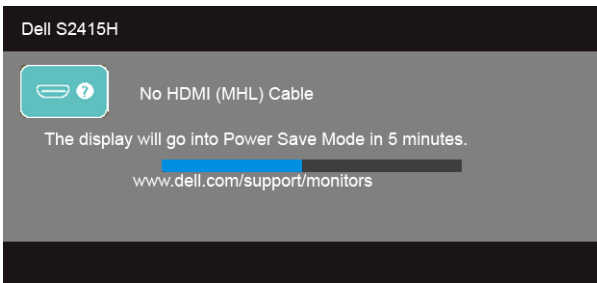 Dell S2415H
?
No HDMI (MHL) Cable
The display will go into Power Save Mode in 5 minutes.
www.dell.com/support/monitors